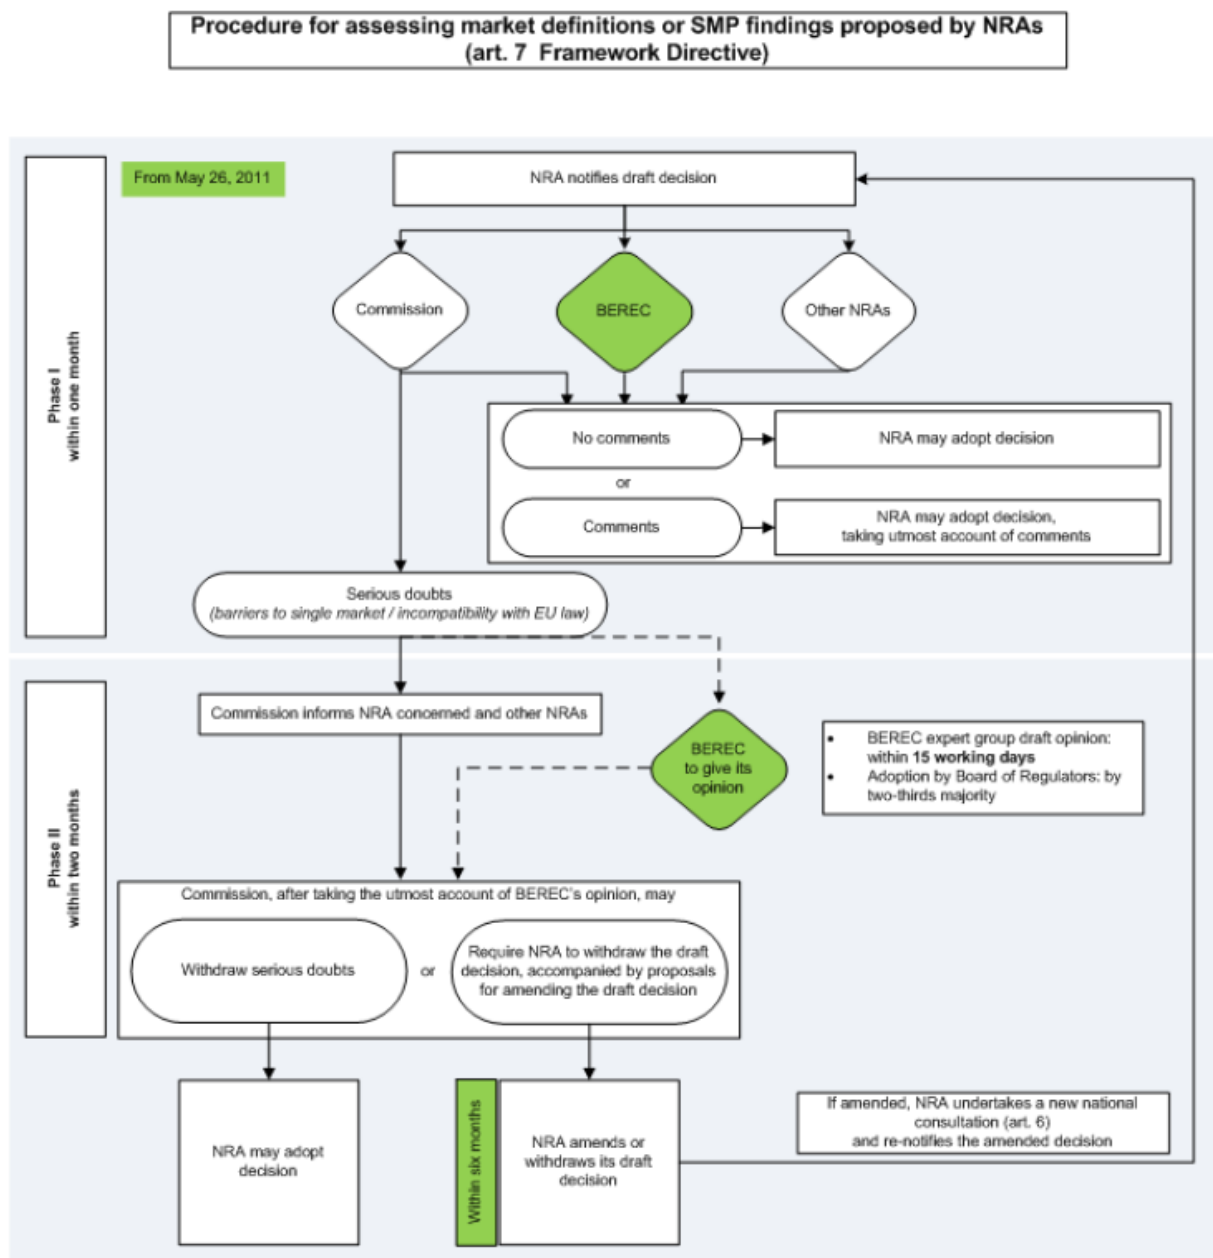 Procedure for assessing market definitions or SMP findings proposed by NRAs
(art. 7 Framework Directive)
From May 26, 2011
NRA notifies draft decision
Commission
BEREC
Other NRAs
Phase I
within one month
No comments
NRA may adopt decision
or
Comments
NRA may adopt decision,
taking utmost account of comments
Serious doubts
(barriers to single market / incompatibility with EU law)
Phase II
within two months
Commission informs NRA concerned and other NRAs
BEREC
to give its
opinion
• BEREC expert group draft opinion:
within 15 working days
• Adoption by Board of Regulators: by
two-thirds majority
Commission, after taking the utmost account of BEREC's opinion, may
Withdraw serious doubts
or
Require NRA to withdraw the draft
decision, accompanied by proposals
for amending the draft decision
NRA may adopt
decision
Within six months
NRA amends or
withdraws its draft
decision
If amended, NRA undertakes a new national
consultation (art. 6)
and re-notifies the amended decision